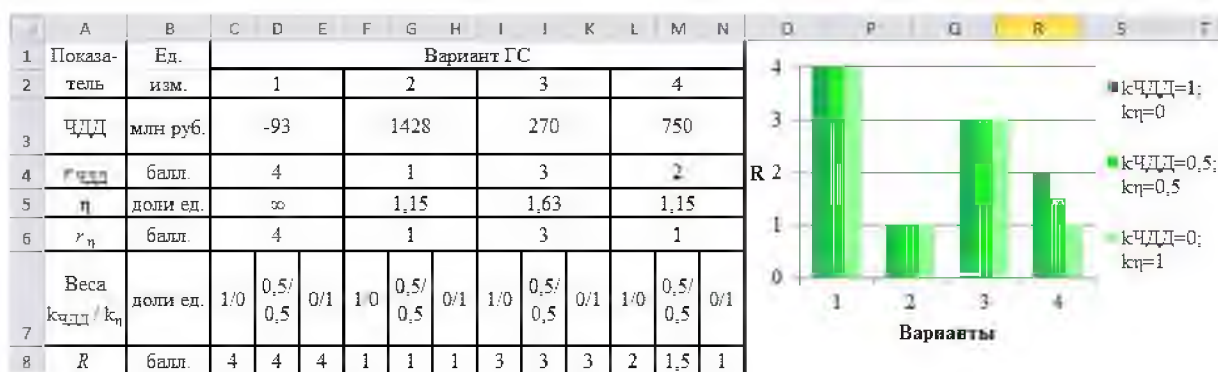 A B C D E F G H I J K L M N O P Q R S T
1 Показа- Ед. Вариант ГС
2 тель изм. 1 2 3 4
3 ЧДД млн руб. -93 1428 270 750
4 rЧДД балл. 4 1 3 2
5 η доли ед. ∞ 1,15 1,63 1,15
6 rη балл. 4 1 3 1
7 Веса kЧДД / kη доли ед. 1/0 0,5/ 0,5 0/1 1/0 0,5/ 0,5 0/1 1/0 0,5/ 0,5 0/1 1/0 0,5/ 0,5 0/1
8 R балл. 4 4 4 1 1 1 3 3 3 2 1,5 1
4
3
R 2
1
0
1 2 3 4
Варианты
kЧДД=1;
kη=0
kЧДД=0,5;
kη=0,5
kЧДД=0;
kη=1